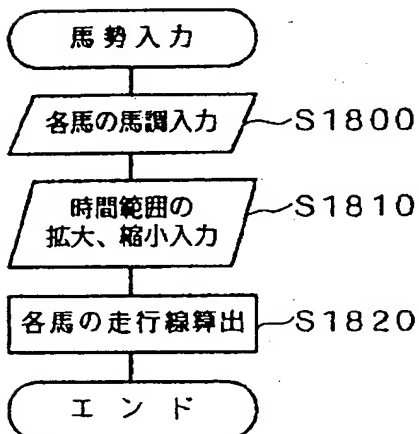 馬勢入力
各馬の馬調入力
S1800
時間範囲の
拡大、縮小入力
S1810
各馬の走行線算出
S1820
エンド